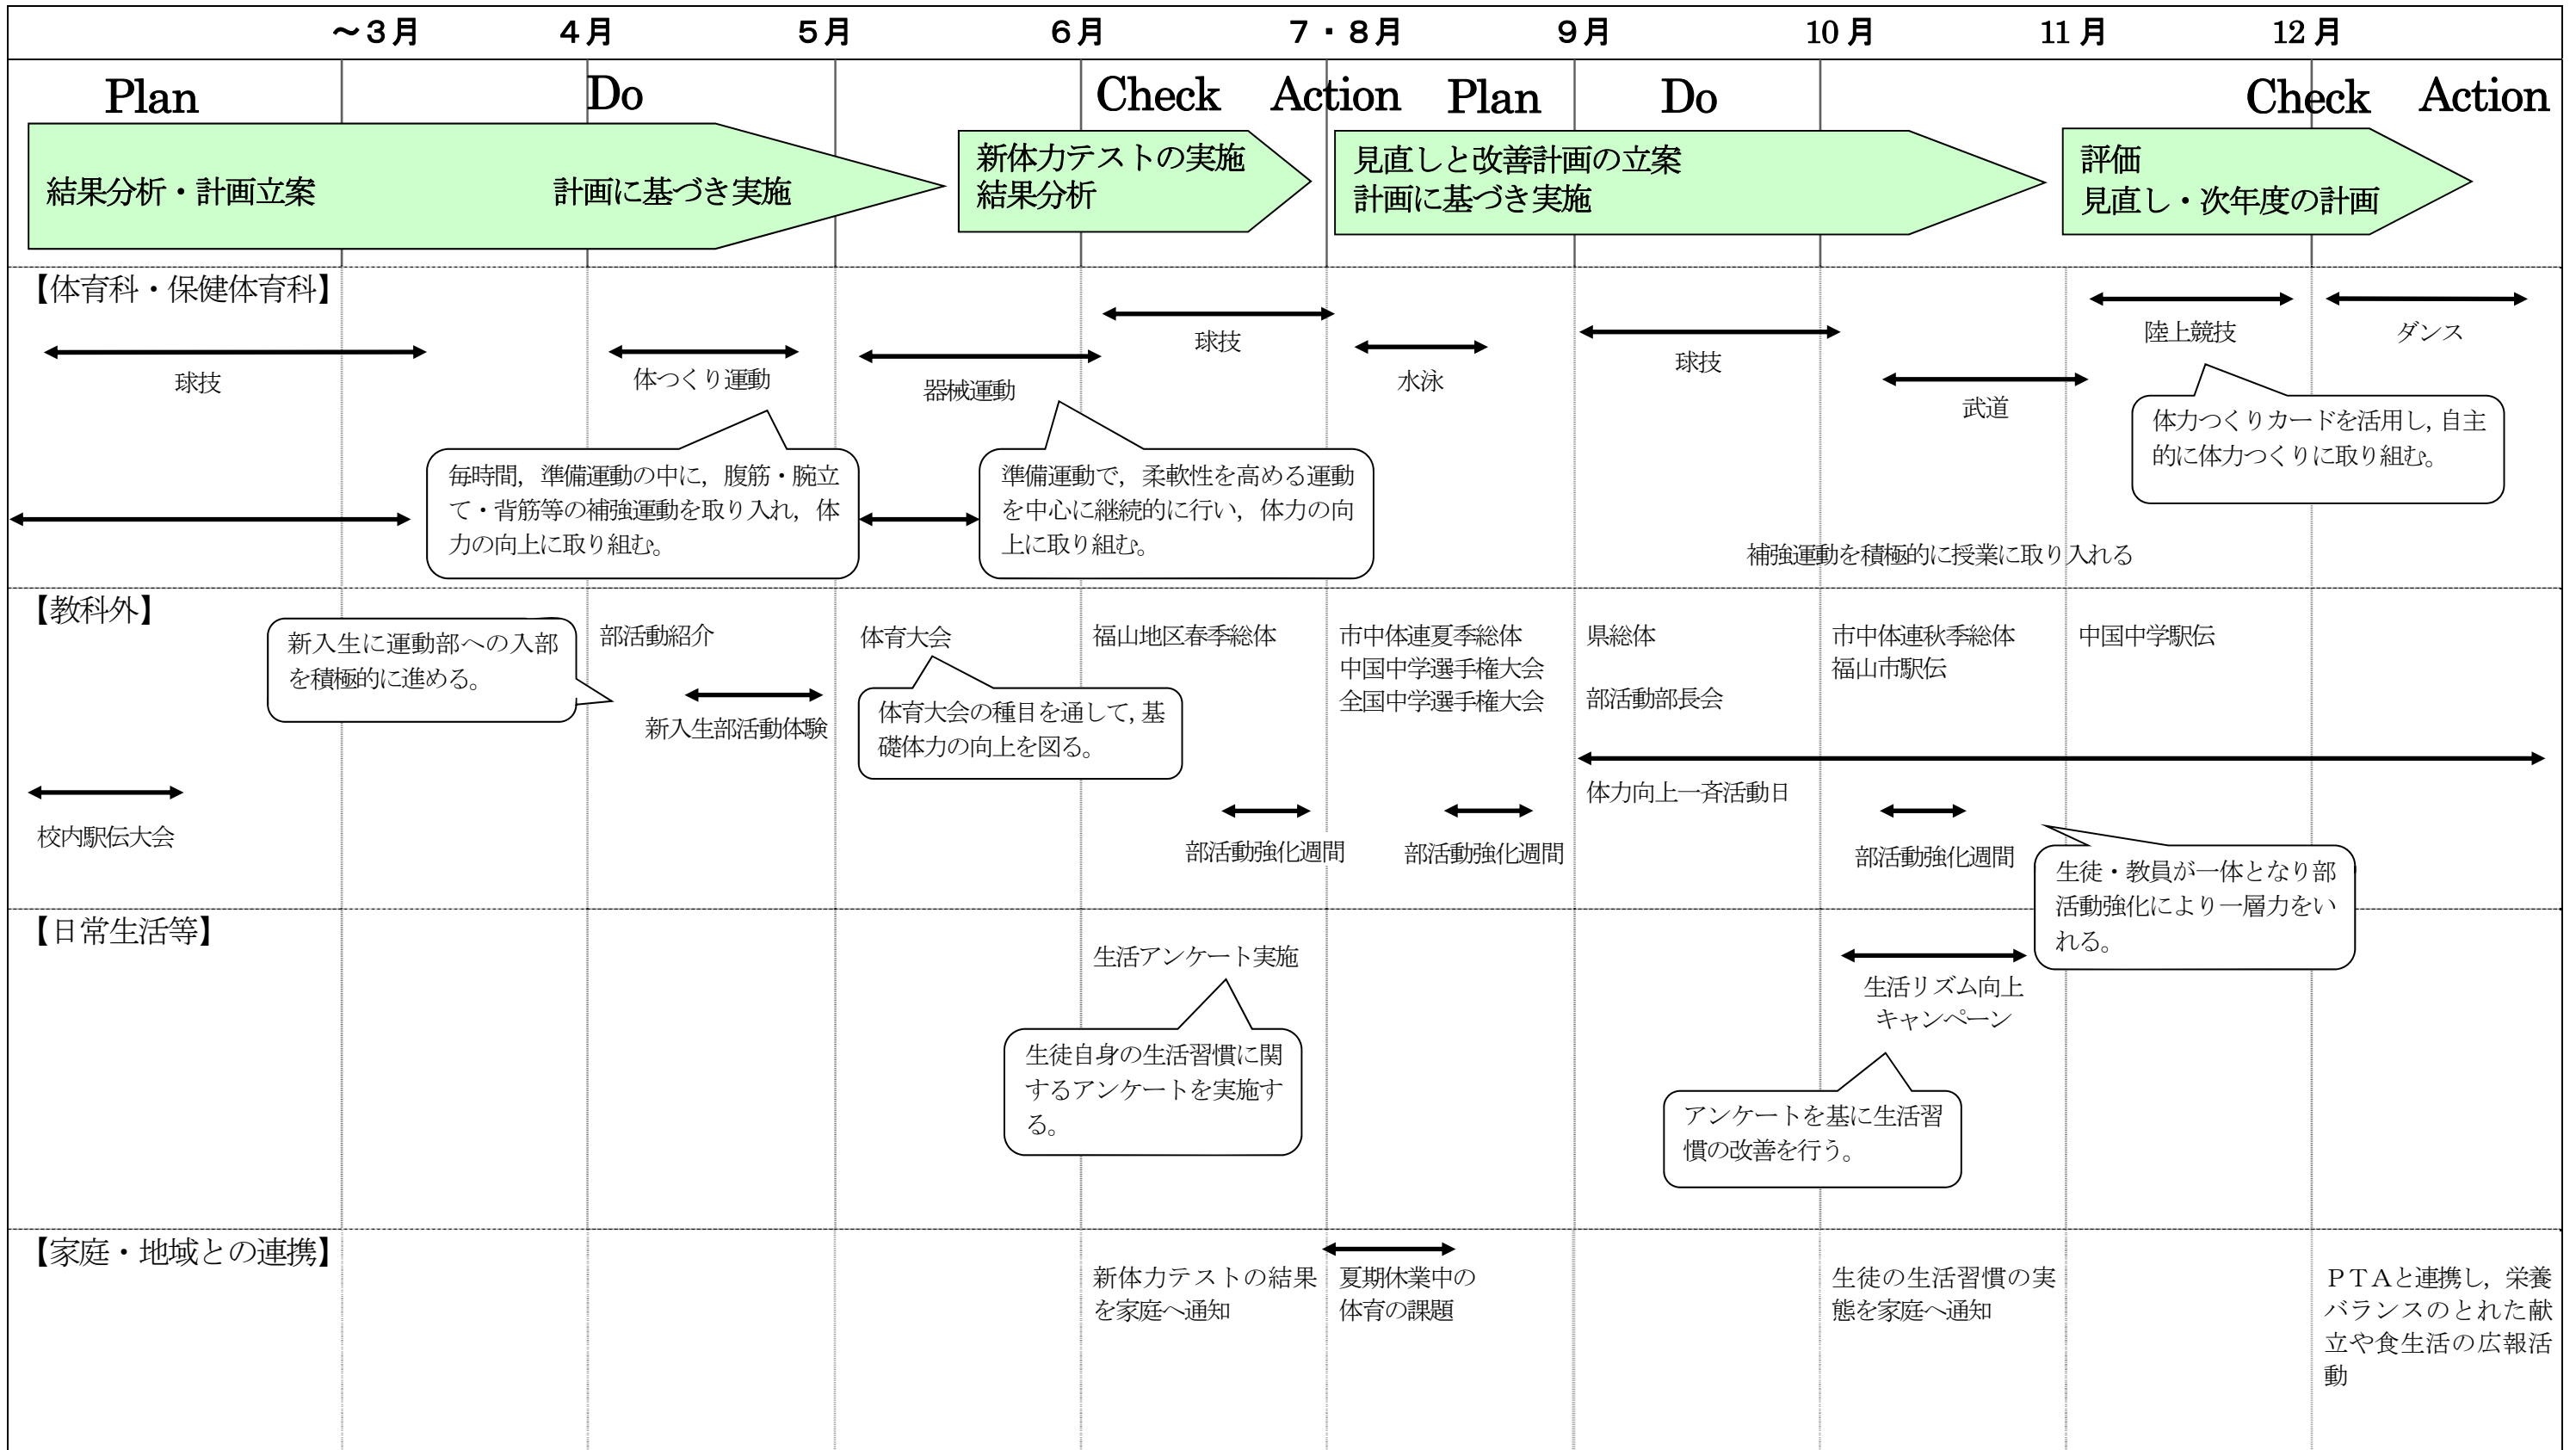 ～３月 ４月 ５月 ６月 ７・８月 ９月 10 月 11 月 12 月
Plan Do Check Action Plan Do Check Action
結果分析・計画立案 計画に基づき実施
新体力テストの実施
結果分析
見直しと改善計画の立案
計画に基づき実施
評価
見直し・次年度の計画
【体育科・保健体育科】
球技
体つくり運動
器械運動
球技
水泳
球技
武道
陸上競技
ダンス
毎時間，準備運動の中に，腹筋・腕立
て・背筋等の補強運動を取り入れ，体
力の向上に取り組む。
準備運動で，柔軟性を高める運動
を中心に継続的に行い，体力の向
上に取り組む。
体力つくりカードを活用し，自主
的に体力つくりに取り組む。
補強運動を積極的に授業に取り入れる
【教科外】
新入生に運動部への入部
を積極的に進める。
部活動紹介
新入生部活動体験
体育大会
体育大会の種目を通して，基
礎体力の向上を図る。
福山地区春季総体
市中体連夏季総体
中国中学選手権大会
全国中学選手権大会
県総体
部活動部長会
市中体連秋季総体
福山市駅伝
中国中学駅伝
体力向上一斉活動日
校内駅伝大会
部活動強化週間
部活動強化週間
部活動強化週間
生徒・教員が一体となり部
活動強化により一層力をい
れる。
【日常生活等】
生活アンケート実施
生徒自身の生活習慣に関
するアンケートを実施す
る。
生活リズム向上
キャンペーン
アンケートを基に生活習
慣の改善を行う。
【家庭・地域との連携】
新体力テストの結果
を家庭へ通知
夏期休業中の
体育の課題
生徒の生活習慣の実
態を家庭へ通知
ＰＴＡと連携し，栄養
バランスのとれた献
立や食生活の広報活
動